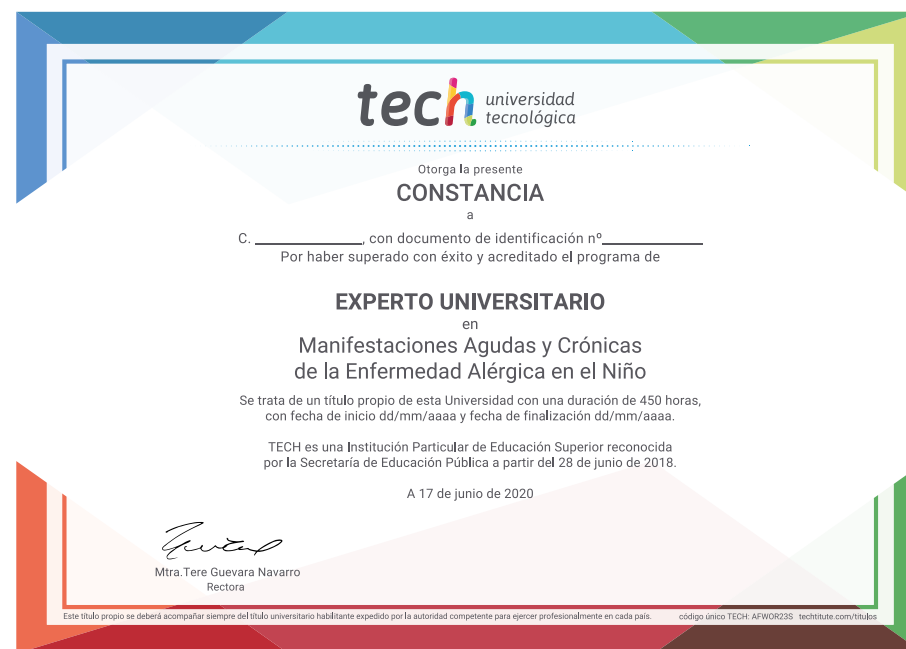 tech universidad
tecnológica
Otorga la presente
CONSTANCIA
a
C. ____________, con documento de identificación nº____________
Por haber superado con éxito y acreditado el programa de
EXPERTO UNIVERSITARIO
en
Manifestaciones Agudas y Crónicas
de la Enfermedad Alérgica en el Niño
Se trata de un título propio de esta Universidad con una duración de 450 horas,
con fecha de inicio dd/mm/aaaa y fecha de finalización dd/mm/aaaa.
TECH es una Institución Particular de Educación Superior reconocida
por la Secretaría de Educación Pública a partir del 28 de junio de 2018.
A 17 de junio de 2020
Mtra.Tere Guevara Navarro
Rectora
Este título propio se deberá acompañar siempre del título universitario habilitante expedido por la autoridad competente para ejercer profesionalmente en cada país. código único TECH: AFWOR23S techtitute.com/titulos